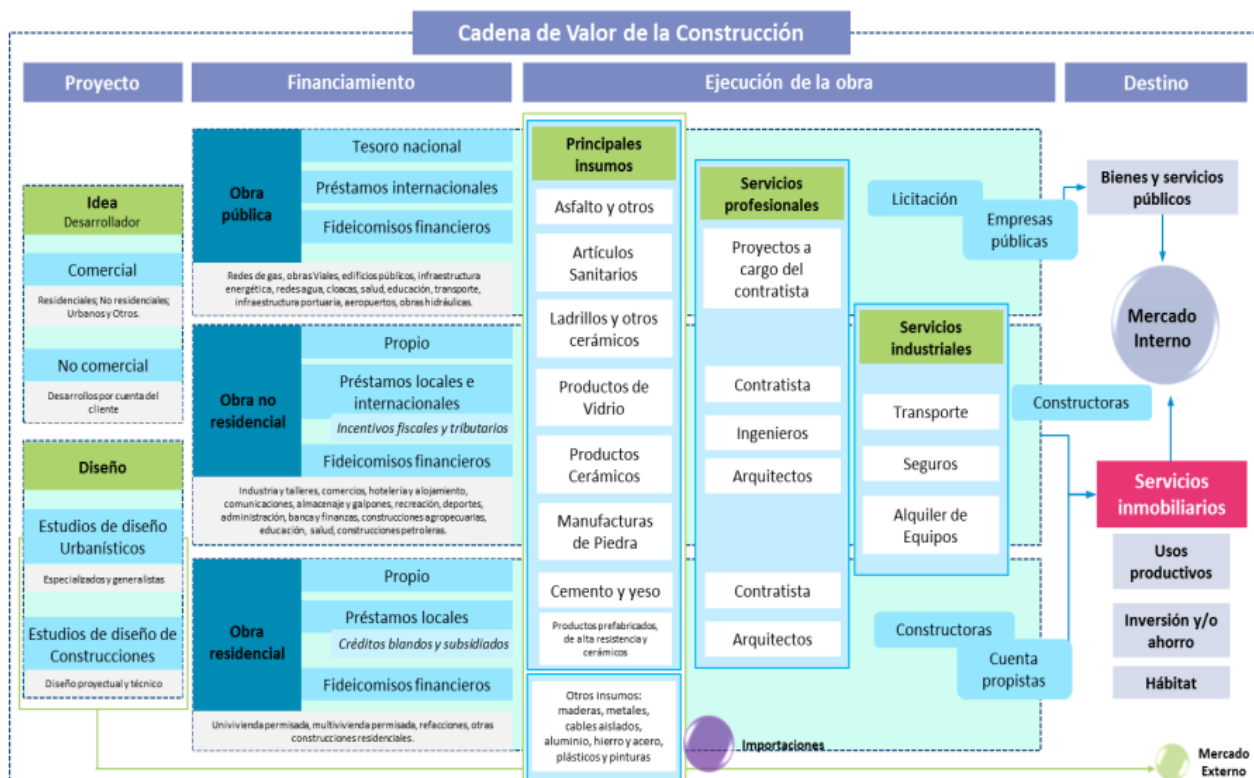 Cadena de Valor de la Construcción
Proyecto
Financiamiento
Ejecución de la obra
Destino
Idea
Desarrollador
Comercial
Residenciales; No residenciales;
Urbanos y Otros.
No comercial
Desarrollos por cuenta del
cliente
Diseño
Estudios de diseño
Urbanísticos
Especializados y generalistas
Estudios de diseño de
Construcciones
Diseño proyectual y técnico
Obra
pública
Tesoro nacional
Préstamos internacionales
Fideicomisos financieros
Redes de gas, obras Viales, edificios públicos, infraestructura
energética, redes agua, cloacas, salud, educación, transporte,
infraestructura portuaria, aeropuertos, obras hidráulicas.
Obra no
residencial
Propio
Préstamos locales e
internacionales
Incentivos fiscales y tributarios
Fideicomisos financieros
Industria y talleres, comercios, hotelería y alojamiento,
comunicaciones, almacenaje y galpones, recreación, deportes,
administración, banca y finanzas, construcciones agropecuarias,
educación, salud, construcciones petroleras.
Obra
residencial
Propio
Préstamos locales
Créditos blandos y subsidiados
Fideicomisos financieros
Univivienda permisada, multivivienda permisada, refacciones, otras
construcciones residenciales.
Principales
insumos
Asfalto y otros
Artículos
Sanitarios
Ladrillos y otros
cerámicos
Productos de
Vidrio
Productos
Cerámicos
Manufacturas
de Piedra
Cemento y yeso
Productos prefabricados,
de alta resistencia y
cerámicos
Otros insumos:
maderas, metales,
cables aislados,
aluminio, hierro y acero,
plásticos y pinturas
Importaciones
Servicios
profesionales
Proyectos a
cargo del
contratista
Contratista
Ingenieros
Arquitectos
Contratista
Arquitectos
Servicios
industriales
Transporte
Seguros
Alquiler de
Equipos
Licitación
Empresas
públicas
Constructoras
Constructoras
Cuenta
propistas
Bienes y servicios
públicos
Mercado
Interno
Servicios
inmobiliarios
Usos
productivos
Inversión y/o
ahorro
Hábitat
Mercado
Externo